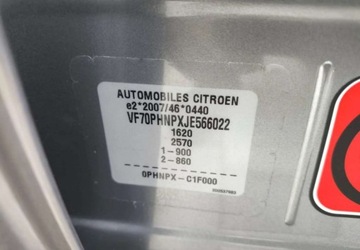 AUTOMOBILES CITROEN
e2*2007/46*0440
VF70PHNPXJE566022
1620
2570
1-900
2-860
0PHNPX-C1F000